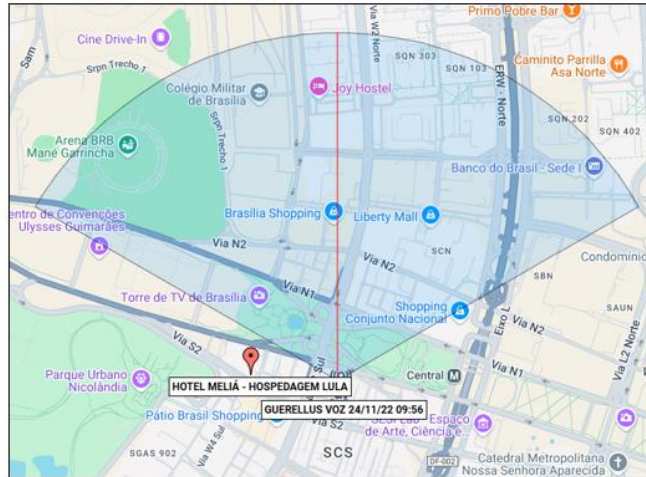 Primo Pobre Bar
Cine Drive-In
SQN 303
SQN 103
Caminito Parrilla
Asa Norte
Via W2 Norte
ERW - Norte
Sam
Srpn Trecho 1
Colégio Militar
de Brasília
Joy Hostel
Srpn Trecho 1
SQN 202
SQN 402
Arena BRB
Mané Garrincha
Banco do Brasil - Sede I
Brasília Shopping
Liberty Mall
entro de Convenções
Ulysses Guimarães
Via N2
SCN
Via N2
SBN
Condomínio
Via N1
Torre de TV de Brasília
Shopping
Conjunto Nacional
Eixo L
Via N2
SAUN
Via L2 Norte
Via S2
Sul
Parque Urbano
Nicolândia
HOTEL MELIÁ - HOSPEDAGEM LULA
Central
GUERELLUS VOZ 24/11/22 09:56
Pátio Brasil Shopping
Via S2
de Arte, Ciência e...
Via W4 Sul
SGAS 902
SCS
DF-002
Catedral Metropolitana
Nossa Senhora Aparecida